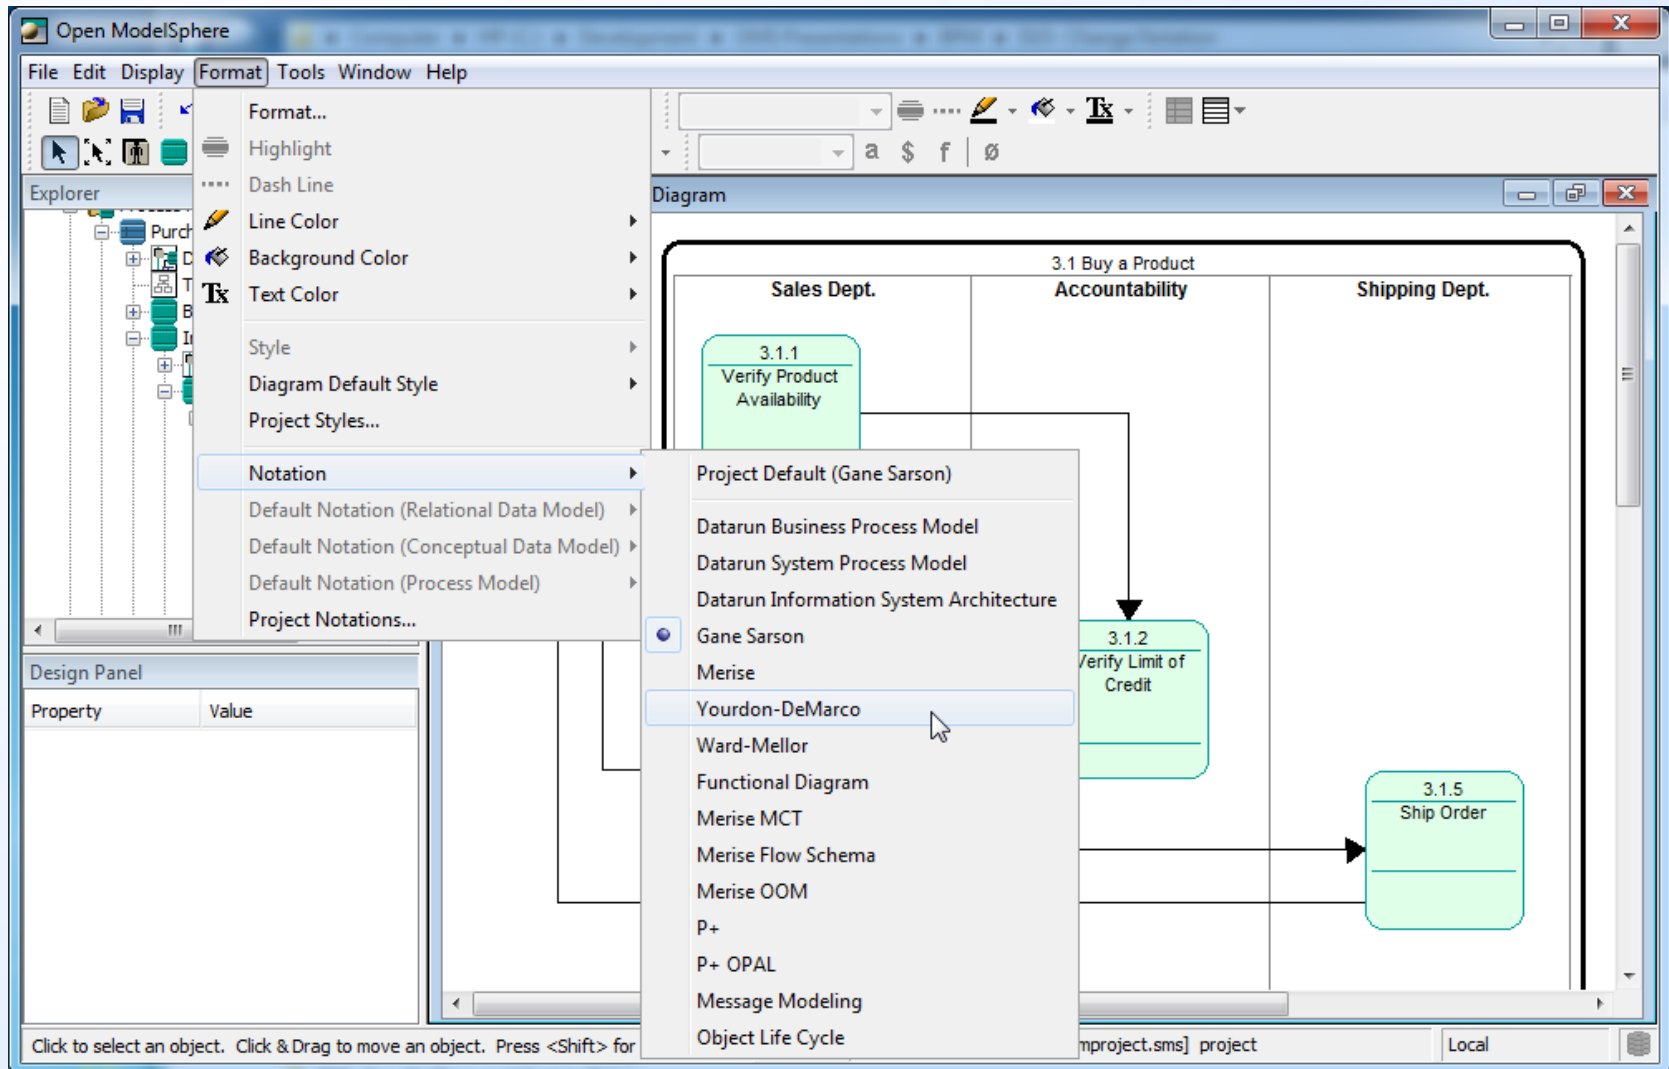 Open ModelSphere
File Edit Display Format Tools Window Help
a $ f ø
Explorer
Purch
D
T
B
Format...
Highlight
Dash Line
Line Color
Background Color
Tx Text Color
Style
Diagram Default Style
Project Styles...
Notation
Default Notation (Relational Data Model)
Default Notation (Conceptual Data Model)
Default Notation (Process Model)
Project Notations...
Project Default (Gane Sarson)
Datarun Business Process Model
Datarun System Process Model
Datarun Information System Architecture
Gane Sarson
Merise
Yourdon-DeMarco
Ward-Mellor
Functional Diagram
Merise MCT
Merise Flow Schema
Merise OOM
P+
P+ OPAL
Message Modeling
Object Life Cycle
Diagram
3.1 Buy a Product
Sales Dept. Accountability Shipping Dept.
3.1.1
Verify Product
Availability
3.1.2
Verify Limit of
Credit
3.1.5
Ship Order
Design Panel
Property Value
Click to select an object. Click & Drag to move an object. Press <Shift> for
mproject.sms] project
Local